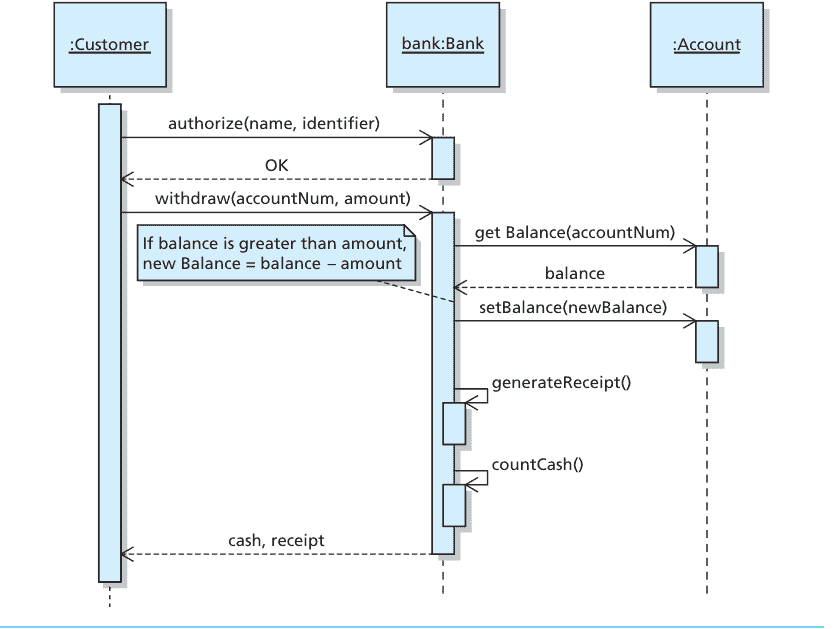 :Customer
bank:Bank
:Account
authorize(name, identifier)
OK
withdraw(accountNum, amount)
If balance is greater than amount,
new Balance = balance – amount
get Balance(accountNum)
balance
setBalance(newBalance)
generateReceipt()
countCash()
cash, receipt